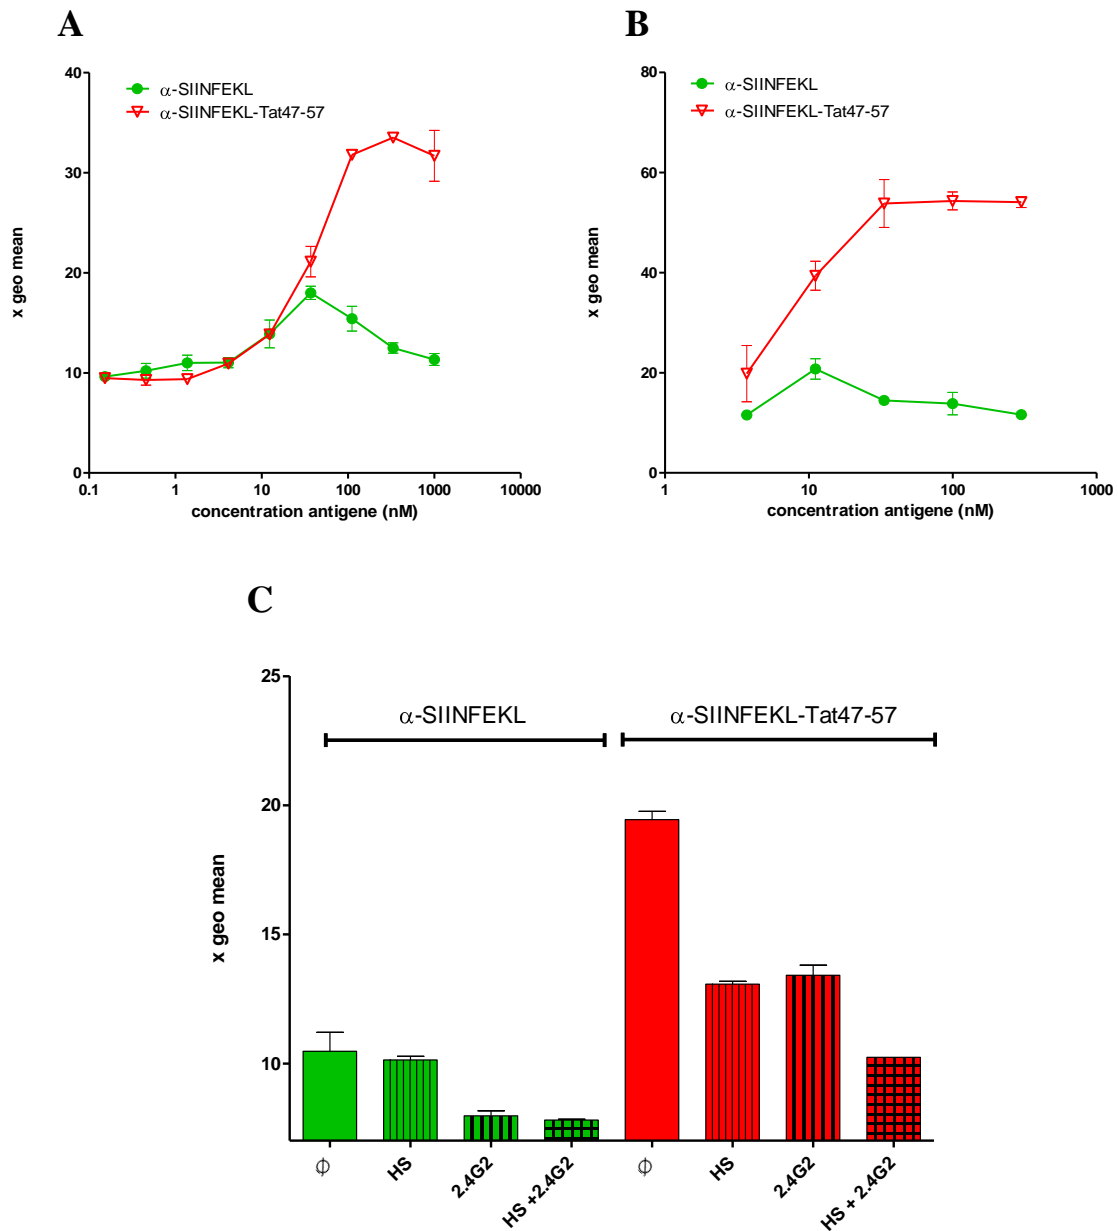 A
40
30
20
10
0
α-SIINFEKL
α-SIINFEKL-Tat47-57
x geo mean
0.1 1 10 100 1000 10000
concentration antigene (nM)
B
80
60
40
20
0
α-SIINFEKL
α-SIINFEKL-Tat47-57
x geo mean
1 10 100 1000
concentration antigene (nM)
C
25
20
15
10
α-SIINFEKL α-SIINFEKL-Tat47-57
x geo mean
∅ HS 2.4G2 HS +2.4G2 ∅ HS 2.4G2 HS + 2.4G2